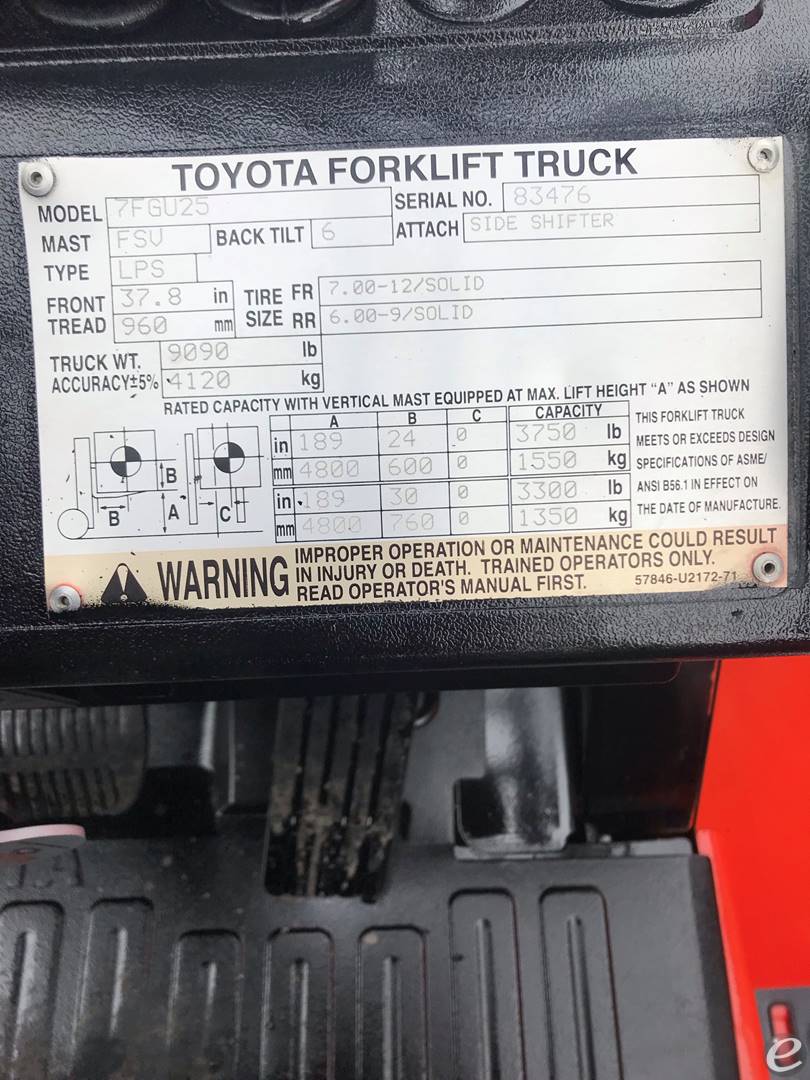 TOYOTA FORKLIFT TRUCK
MODEL 7FGU25 SERIAL NO. 83476
MAST FSV BACK TILT 6 ATTACH SIDE SHIFTER
TYPE LPS
FRONT TREAD 37.8 in TIRE SIZE FR 7.00-12/SOLID
960 mm RR 6.00-9/SOLID
TRUCK WT. 9090 lb
ACCURACY±5% 4120 kg
RATED CAPACITY WITH VERTICAL MAST EQUIPPED AT MAX. LIFT HEIGHT "A" AS SHOWN
A B C CAPACITY
in 189 24 0 3750 lb
mm 4800 600 0 1550 kg
in 189 30 0 3300 lb
mm 4800 760 0 1350 kg
B
B A C
THIS FORKLIFT TRUCK
MEETS OR EXCEEDS DESIGN
SPECIFICATIONS OF ASME/
ANSI B56.1 IN EFFECT ON
THE DATE OF MANUFACTURE.
WARNING
IMPROPER OPERATION OR MAINTENANCE COULD RESULT
IN INJURY OR DEATH. TRAINED OPERATORS ONLY.
READ OPERATOR'S MANUAL FIRST. 57846-U2172-71
e